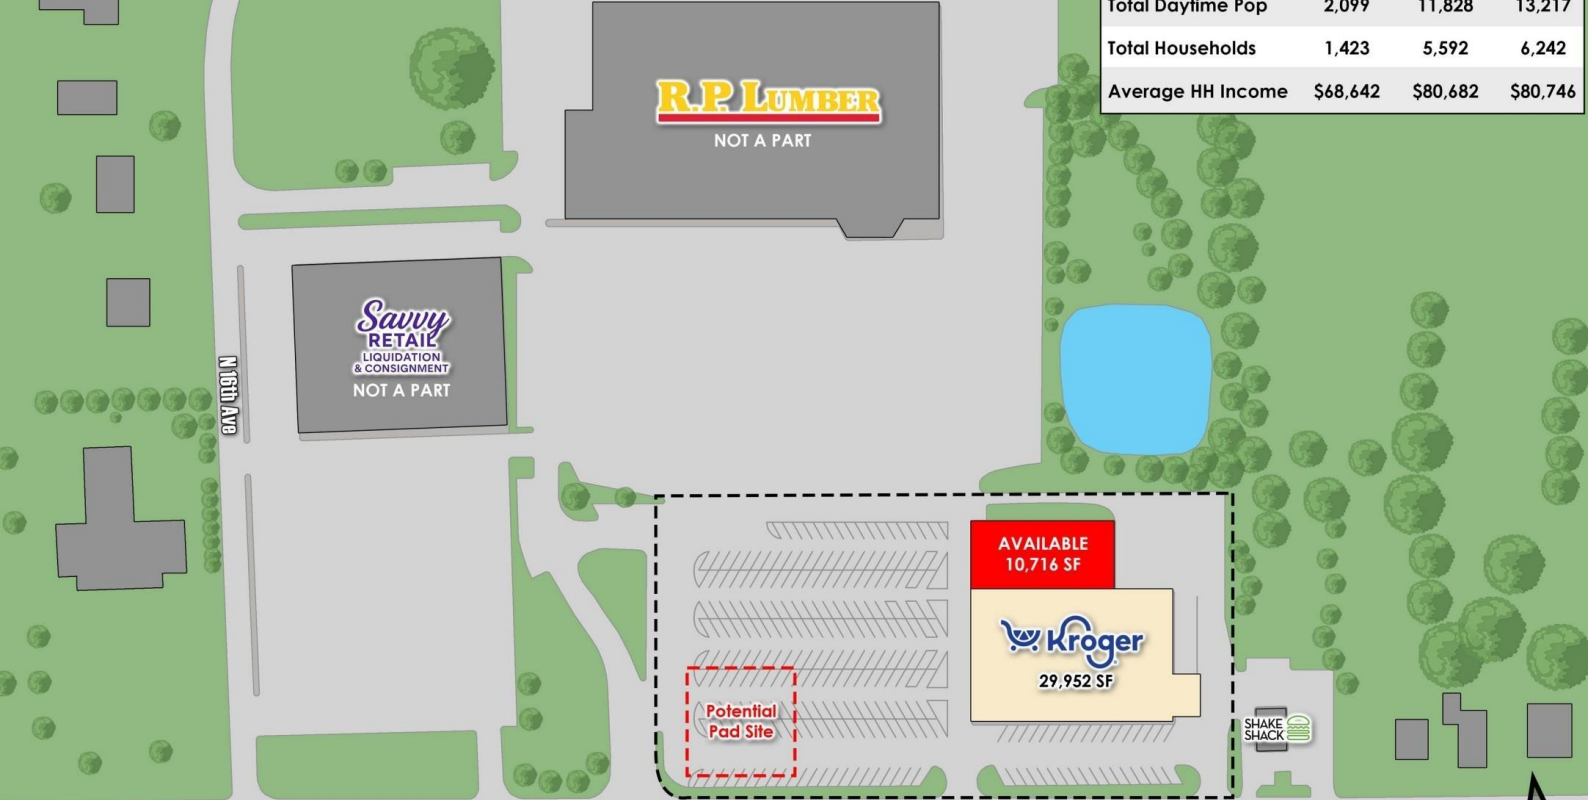 Total Daytime Pop 2,099 11,828 13,217
Total Households 1,423 5,592 6,242
Average HH Income $68,642 $80,682 $80,746
R.P. LUMBER
NOT A PART
Savvy
RETAIL
LIQUIDATION
& CONSIGNMENT
NOT A PART
N 16th Ave
AVAILABLE
10,716 SF
Kroger
29,952 SF
Potential
Pad Site
SHAKE
SHACK